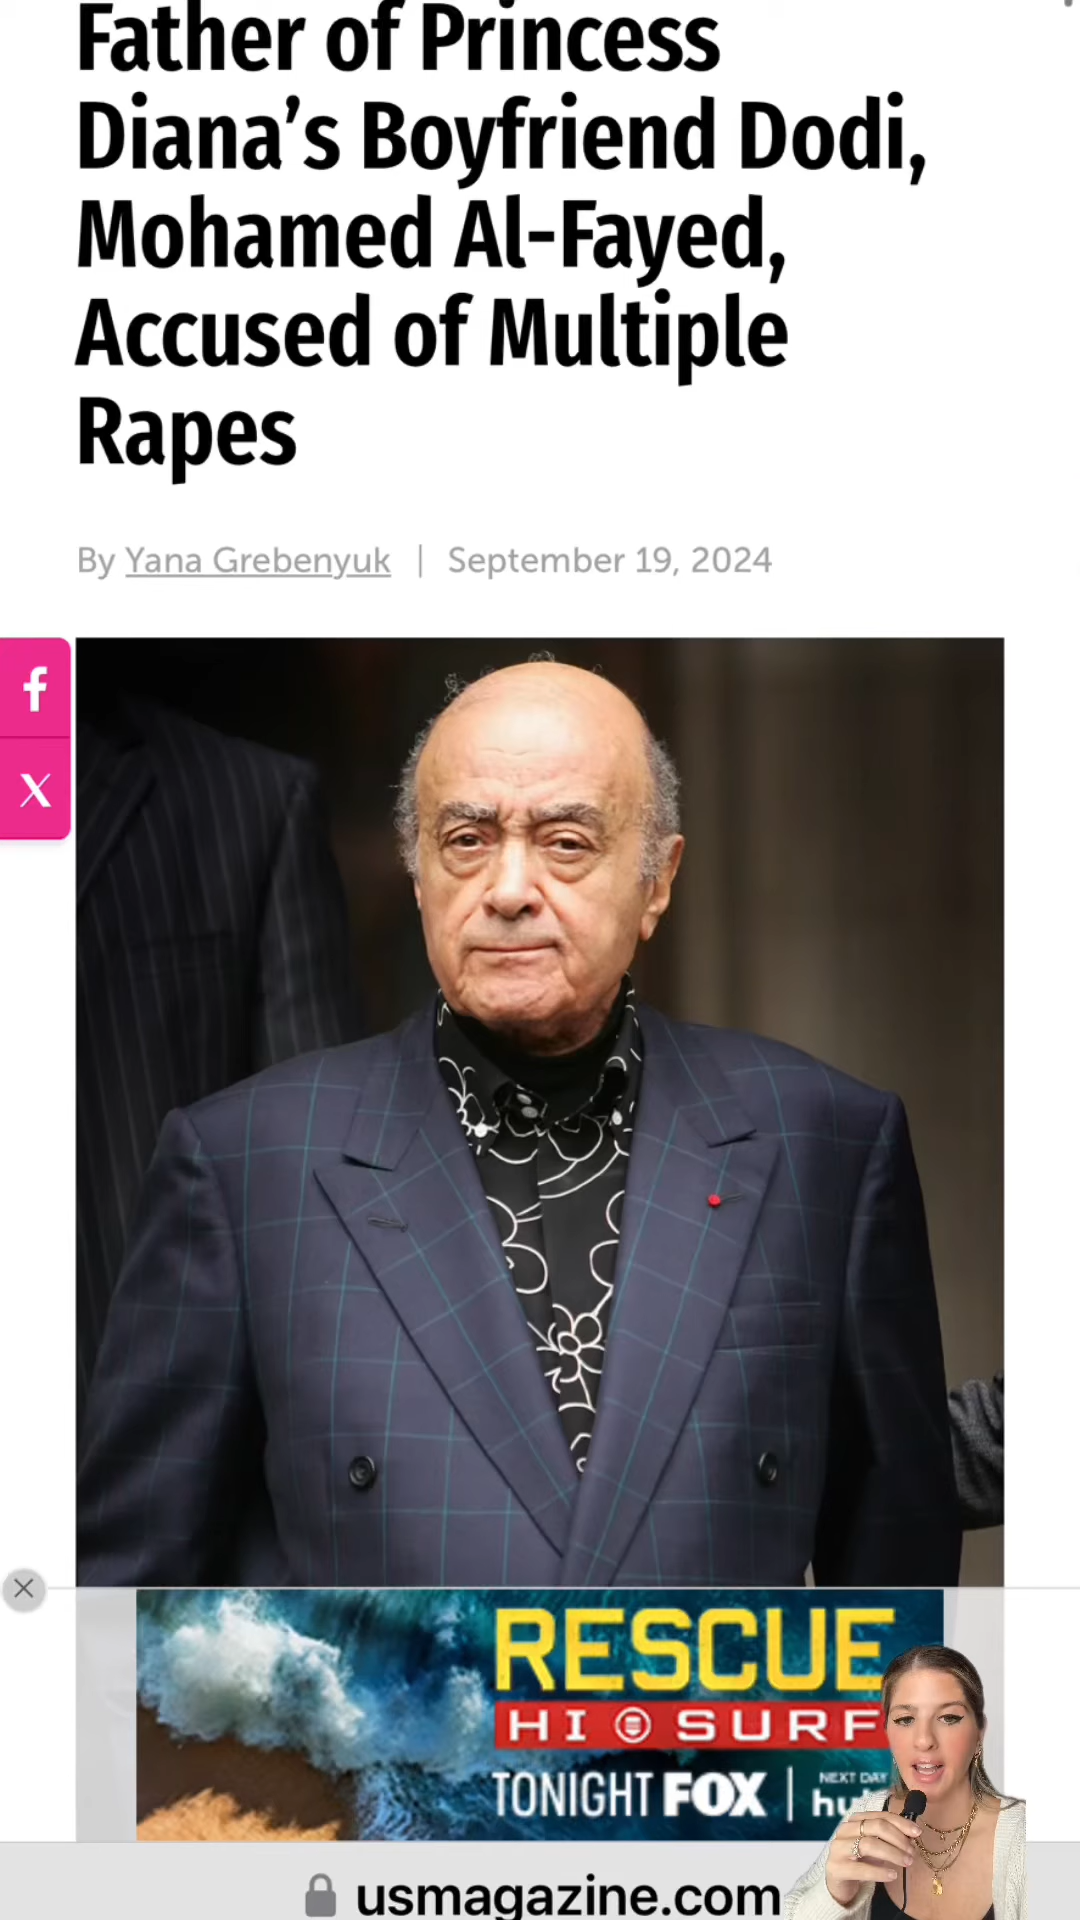 Father of Princess
Diana’s Boyfriend Dodi,
Mohamed Al-Fayed,
Accused of Multiple
Rapes
By Yana Grebenyuk | September 19, 2024
f
X
RESCUE
HI SURF
TONIGHT FOX | NEXT DAY
usmagazine.com